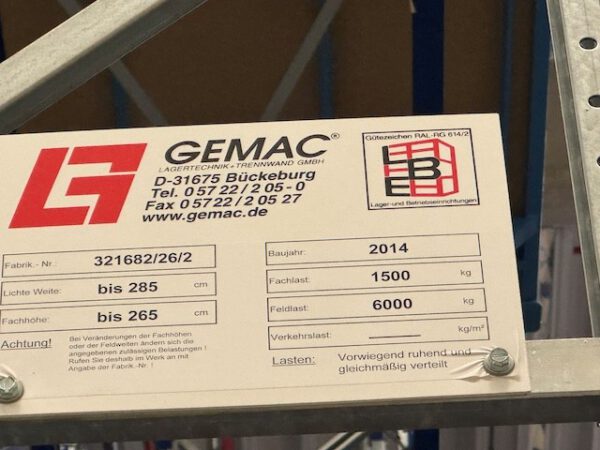 GEMAC®
LAGERTECHNIK+TRENNWAND GMBH
D-31675 Bückeburg
Tel. 0 57 22 / 2 05 - 0
Fax 0 57 22 / 2 05 27
www.gemac.de
Gütezeichen RAL-RG 614/2
LBE
Lager-und Betriebseinrichtungen
Fabrik.- Nr.: 321682/26/2
Lichte Weite: bis 285 cm
Fachhöhe: bis 265 cm
Achtung! Bei Veränderungen der Fachhöhen
oder der Feldweiten ändern sich die
angegebenen zulässigen Belastungen !
Rufen Sie deshalb im Werk an mit
Angabe der Fabrik.-Nr. !
Baujahr: 2014
Fachlast: 1500 kg
Feldlast: 6000 kg
Verkehrslast: kg/m²
Lasten: Vorwiegend ruhend und
gleichmäßig verteilt